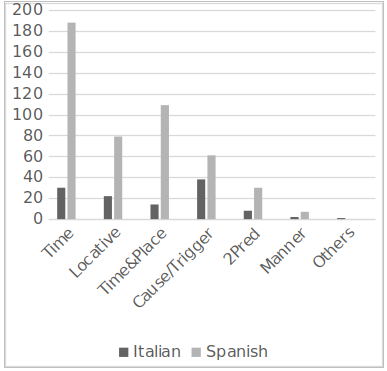 200
180
160
140
120
100
80
60
40
20
0
Time
Locative
Time&Place
Cause/Trigger
2Pred
Manner
Others
Italian Spanish